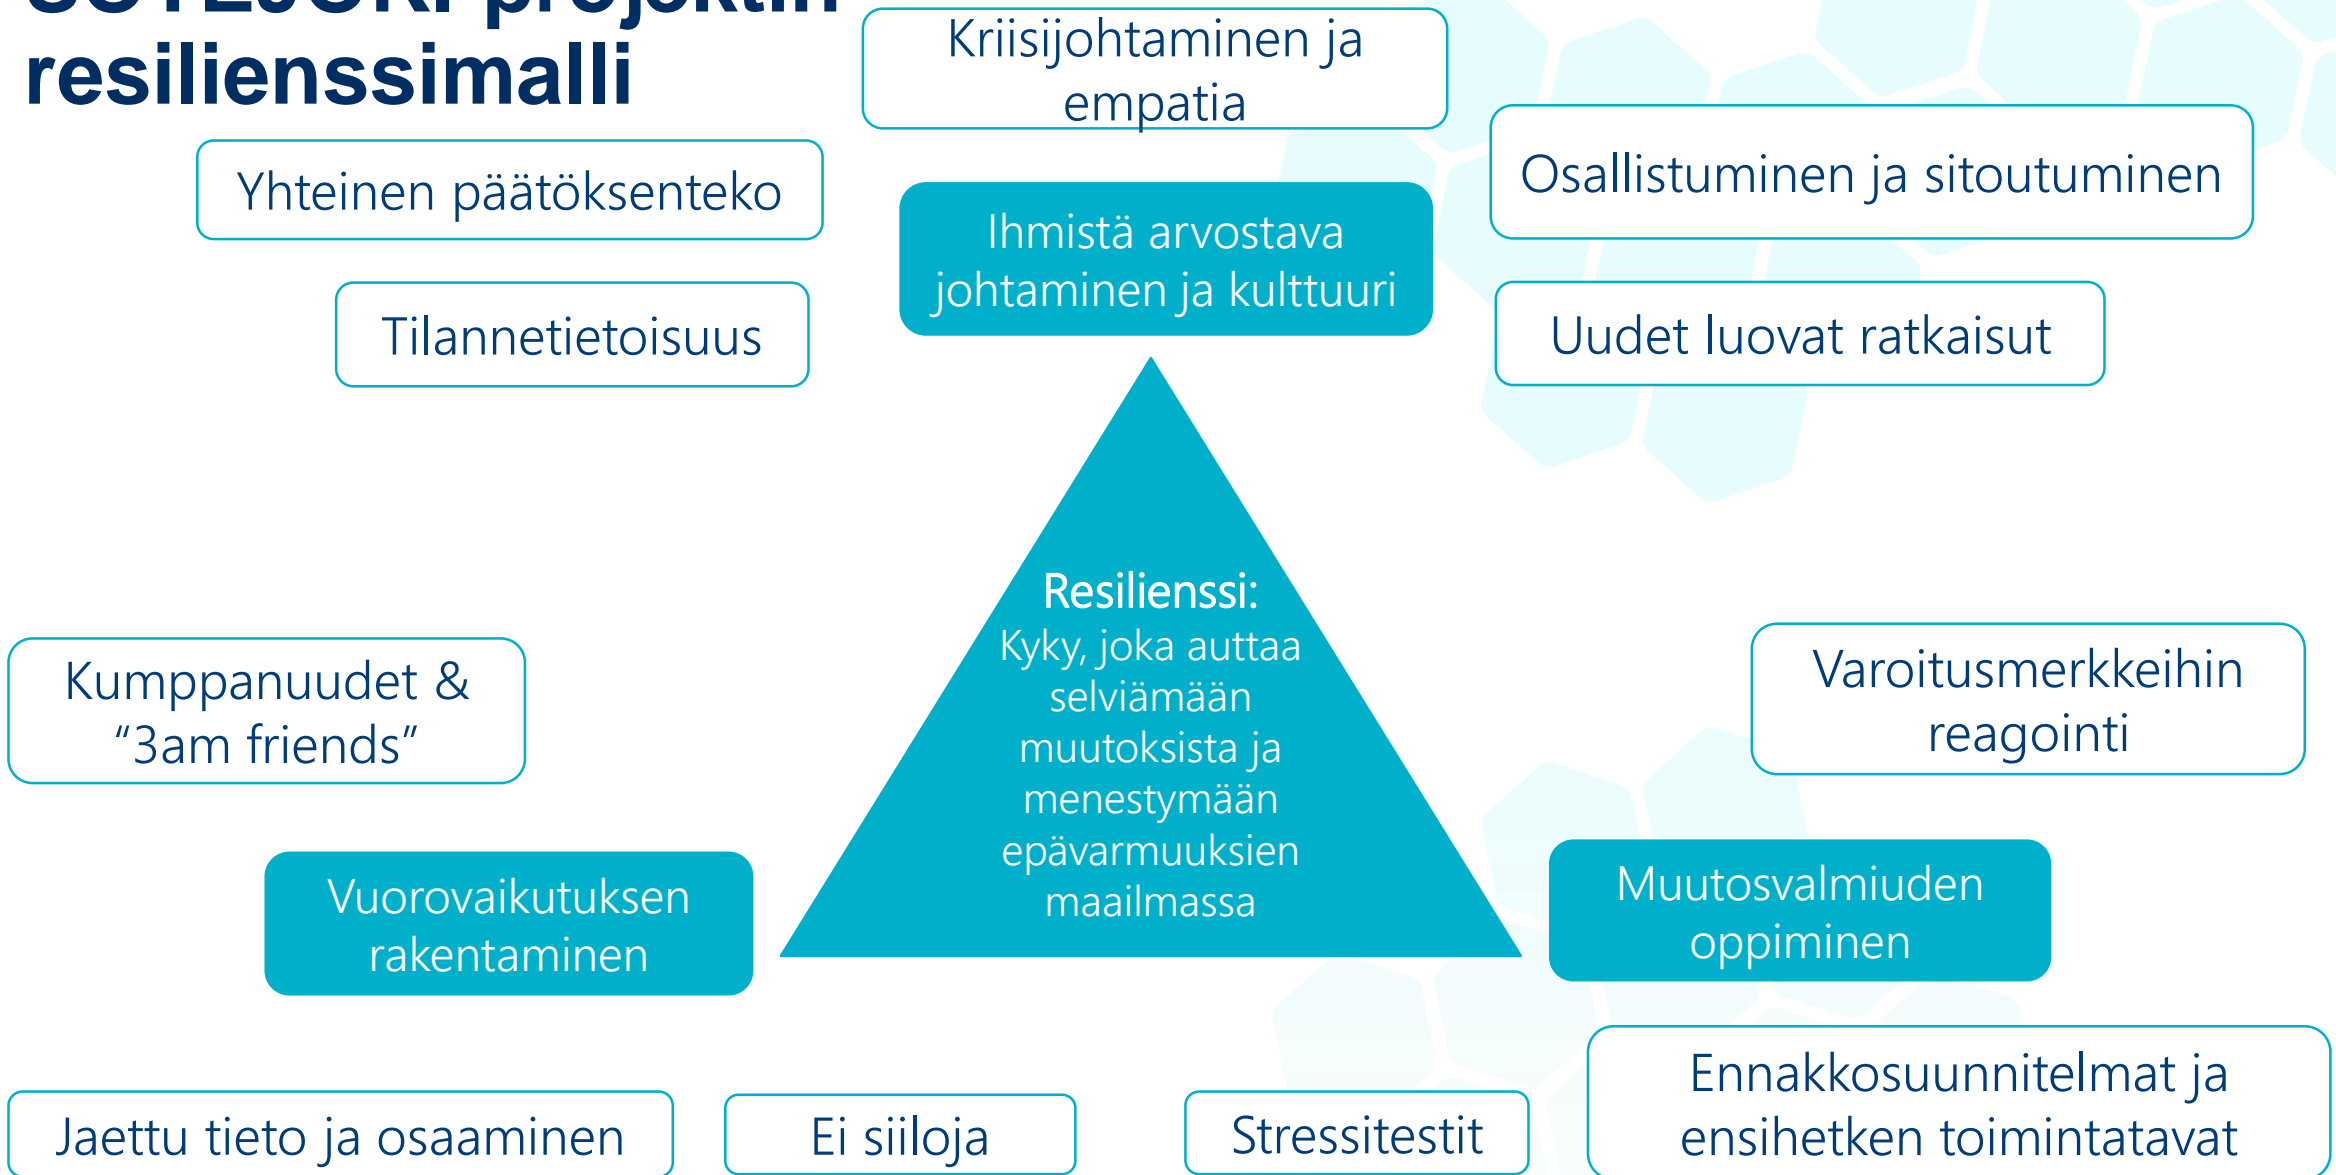 SOTEJOKI-projektin
resilienssimalli
Kriisijohtaminen ja
empatia
Yhteinen päätöksenteko
Osallistuminen ja sitoutuminen
Ihmistä arvostava
johtaminen ja kulttuuri
Tilannetietoisuus
Uudet luovat ratkaisut
Resilienssi:
Kyky, joka auttaa
selviämään
muutoksista ja
menestymään
epävarmuuksien
maailmassa
Kumppanuudet &
“3am friends”
Varoitusmerkkeihin
reagointi
Vuorovaikutuksen
rakentaminen
Muutosvalmiuden
oppiminen
Jaettu tieto ja osaaminen
Ei siiloja
Stressitestit
Ennakkosuunnitelmat ja
ensihetken toimintatavat